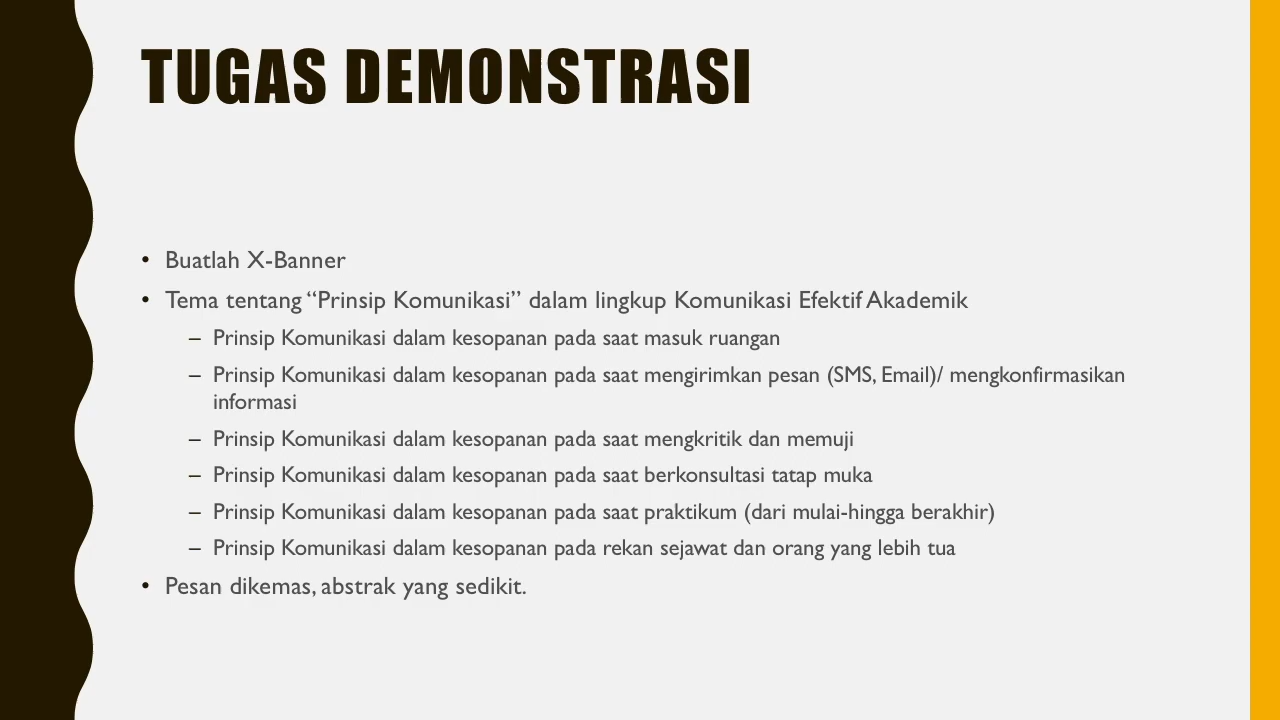 TUGAS DEMONSTRASI
• Buatlah X-Banner
• Tema tentang “Prinsip Komunikasi” dalam lingkup Komunikasi Efektif Akademik
– Prinsip Komunikasi dalam kesopanan pada saat masuk ruangan
– Prinsip Komunikasi dalam kesopanan pada saat mengirimkan pesan (SMS, Email)/ mengkonfirmasikan
informasi
– Prinsip Komunikasi dalam kesopanan pada saat mengkritik dan memuji
– Prinsip Komunikasi dalam kesopanan pada saat berkonsultasi tatap muka
– Prinsip Komunikasi dalam kesopanan pada saat praktikum (dari mulai-hingga berakhir)
– Prinsip Komunikasi dalam kesopanan pada rekan sejawat dan orang yang lebih tua
• Pesan dikemas, abstrak yang sedikit.